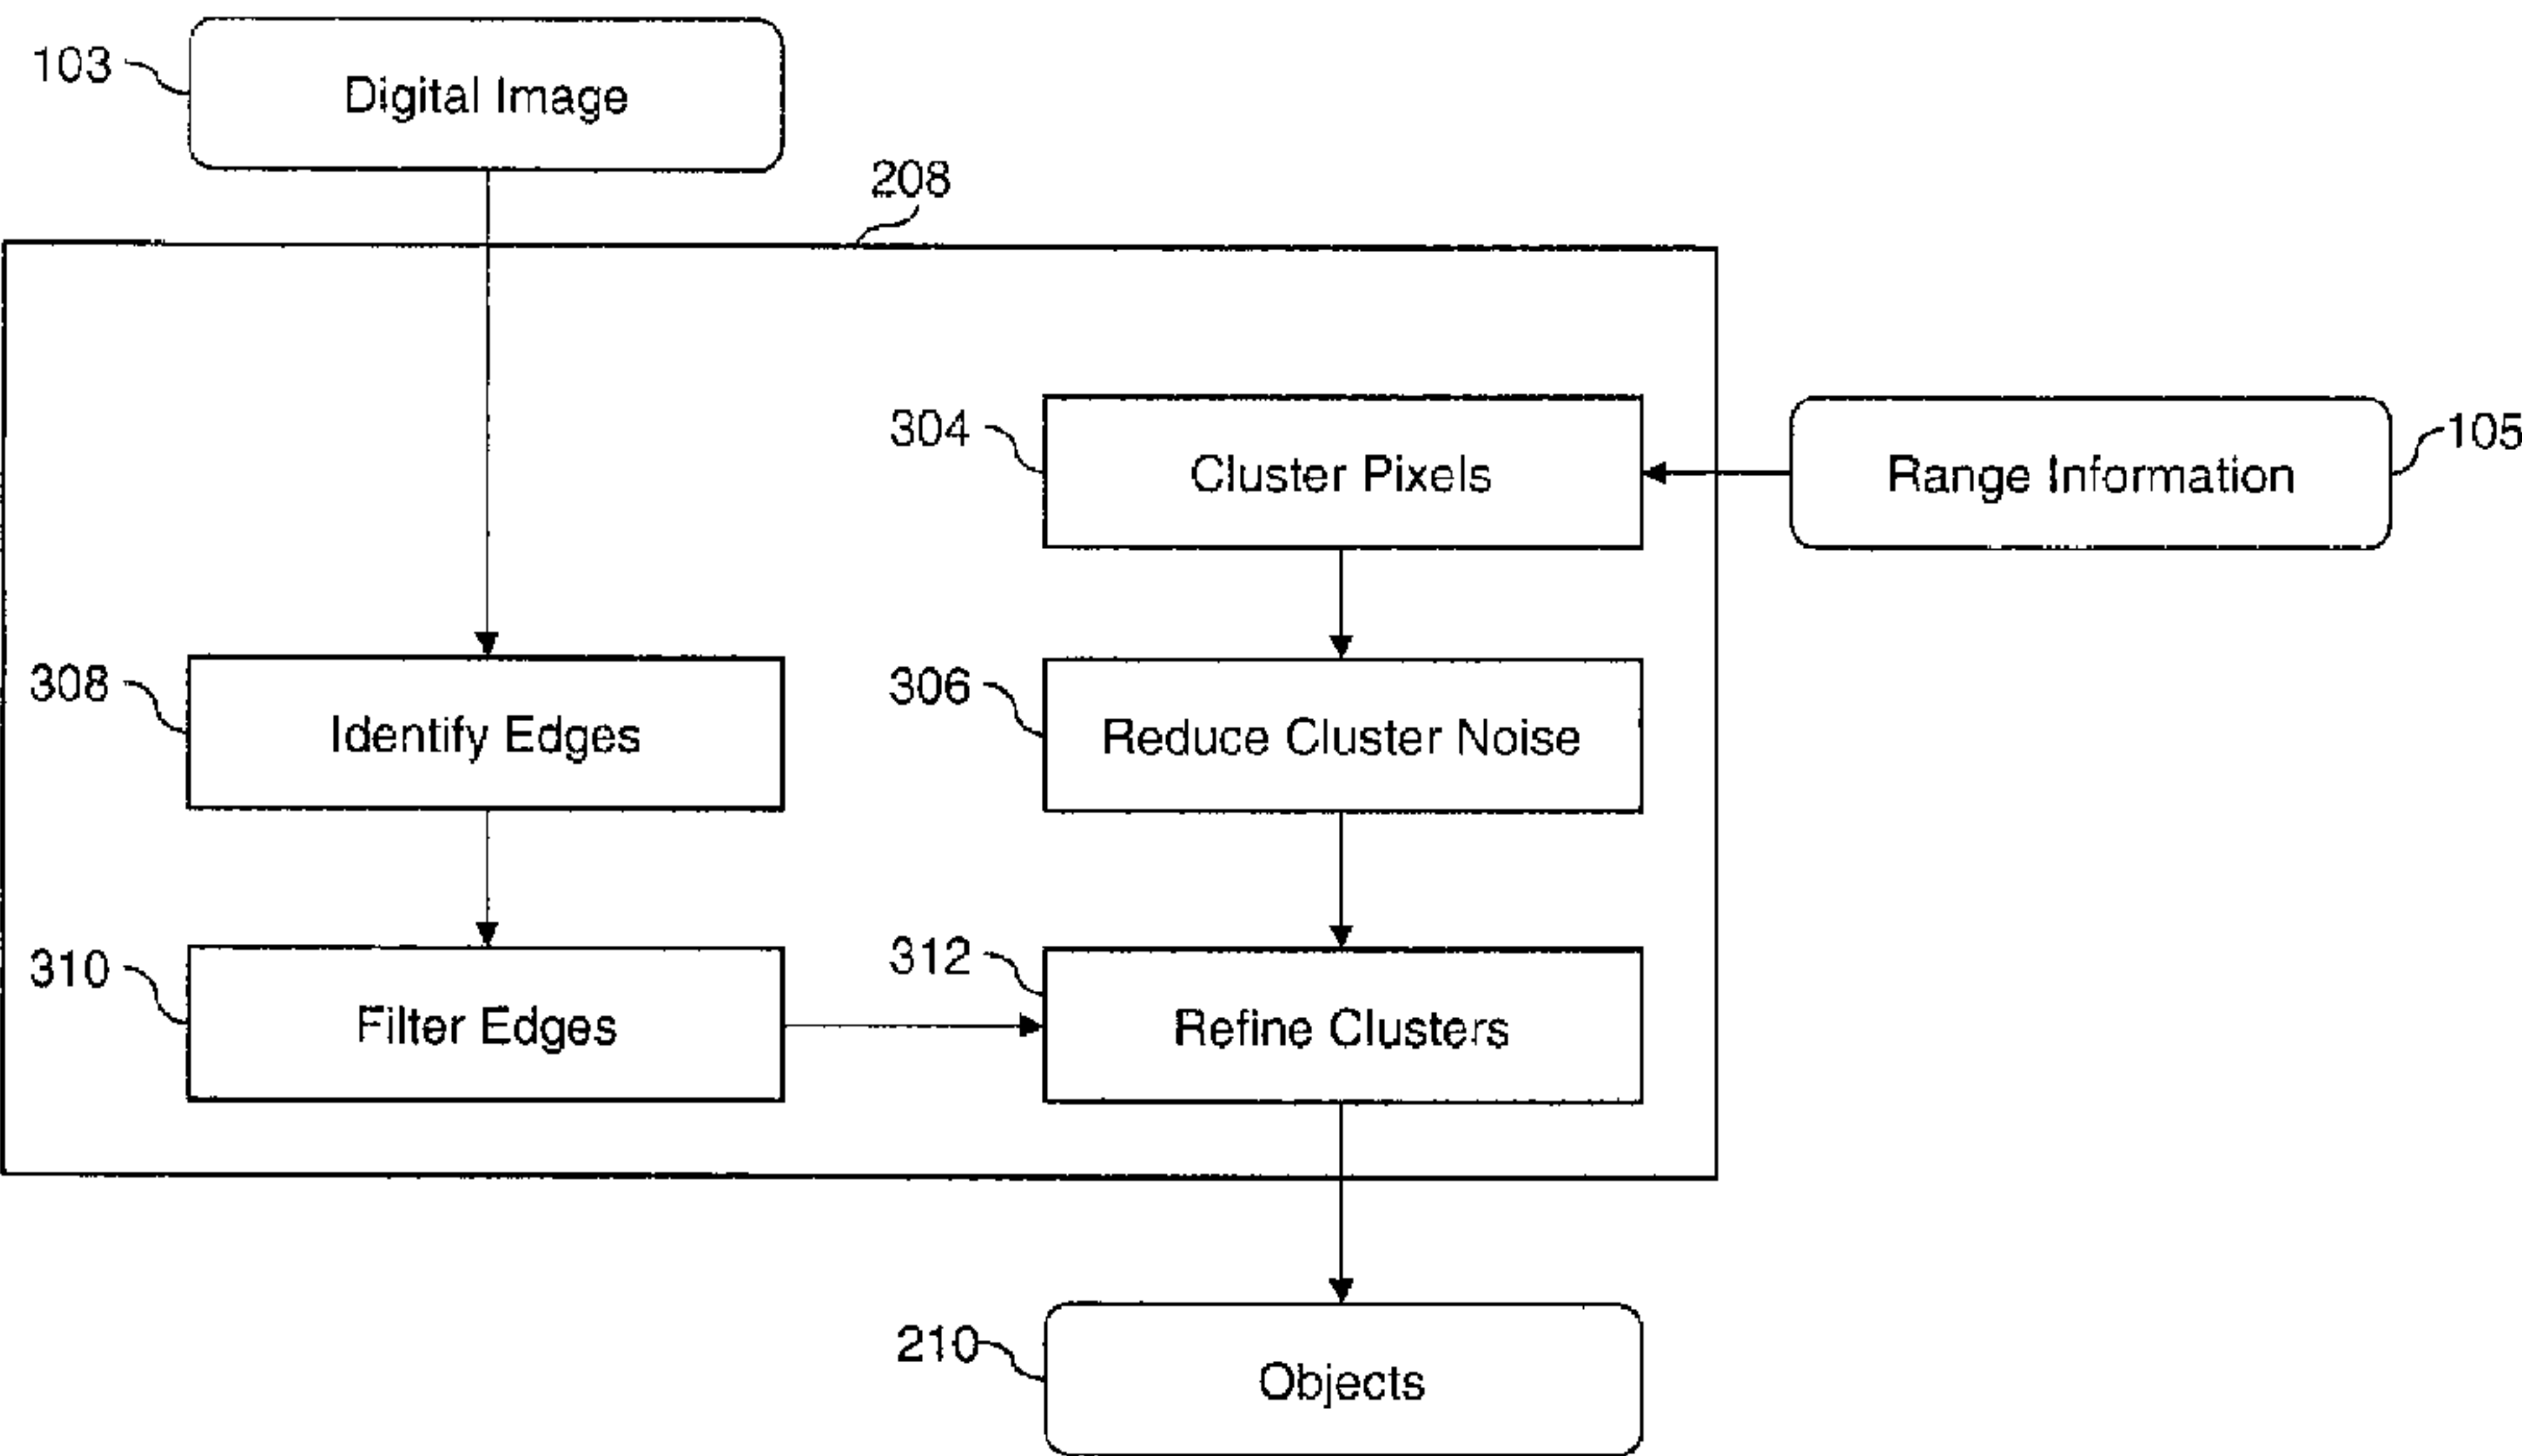 103
Digital Image
208
304
Cluster Pixels
Range Information
105
308
Identify Edges
306
Reduce Cluster Noise
310
Filter Edges
312
Refine Clusters
210
Objects